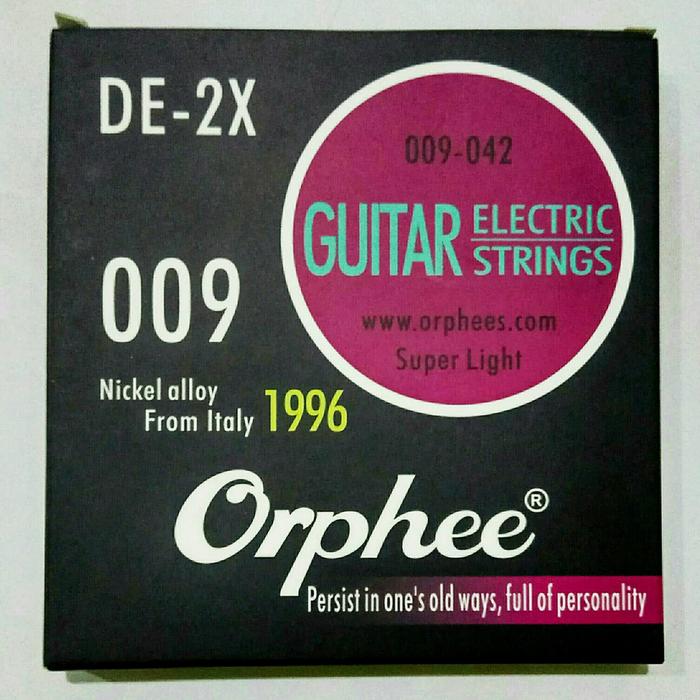 DE-2X
009-042
GUITAR ELECTRIC
STRINGS
www.orphees.com
Super Light
009
Nickel alloy
From Italy 1996
Orphee®
Persist in one's old ways, full of personality